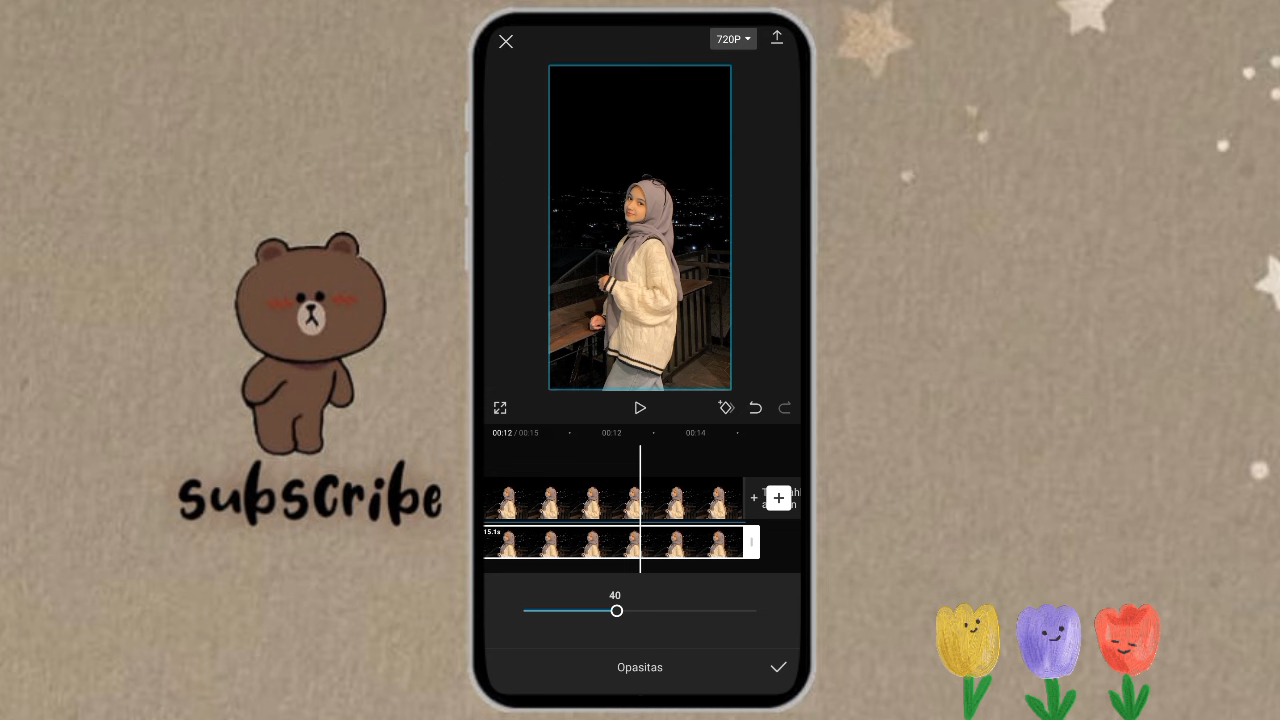 720P
00:12 / 00:15
00:12
00:14
15.1s
40
Opasitas
subscribe